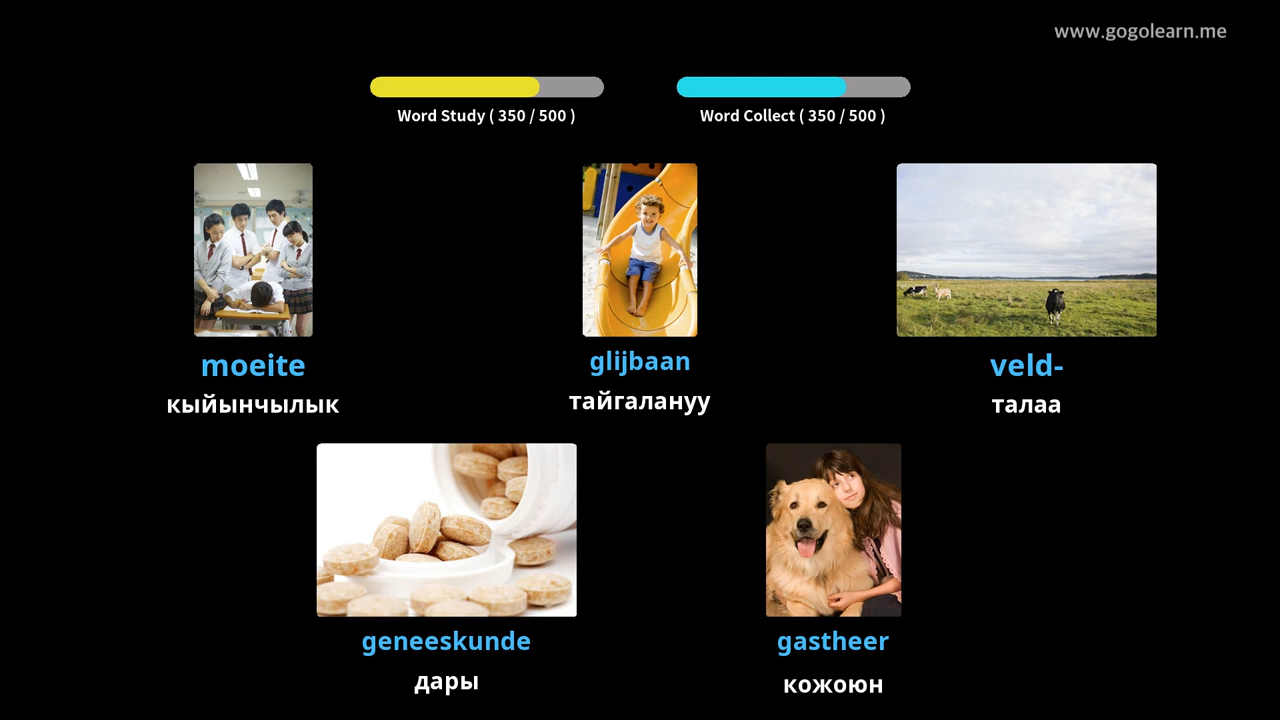 www.gogolearn.me
Word Study ( 350 / 500 )
Word Collect ( 350 / 500 )
moeite
кыйынчылык
glijbaan
тайгалануу
veld-
талаа
geneeskunde
дары
gastheer
кожоюн